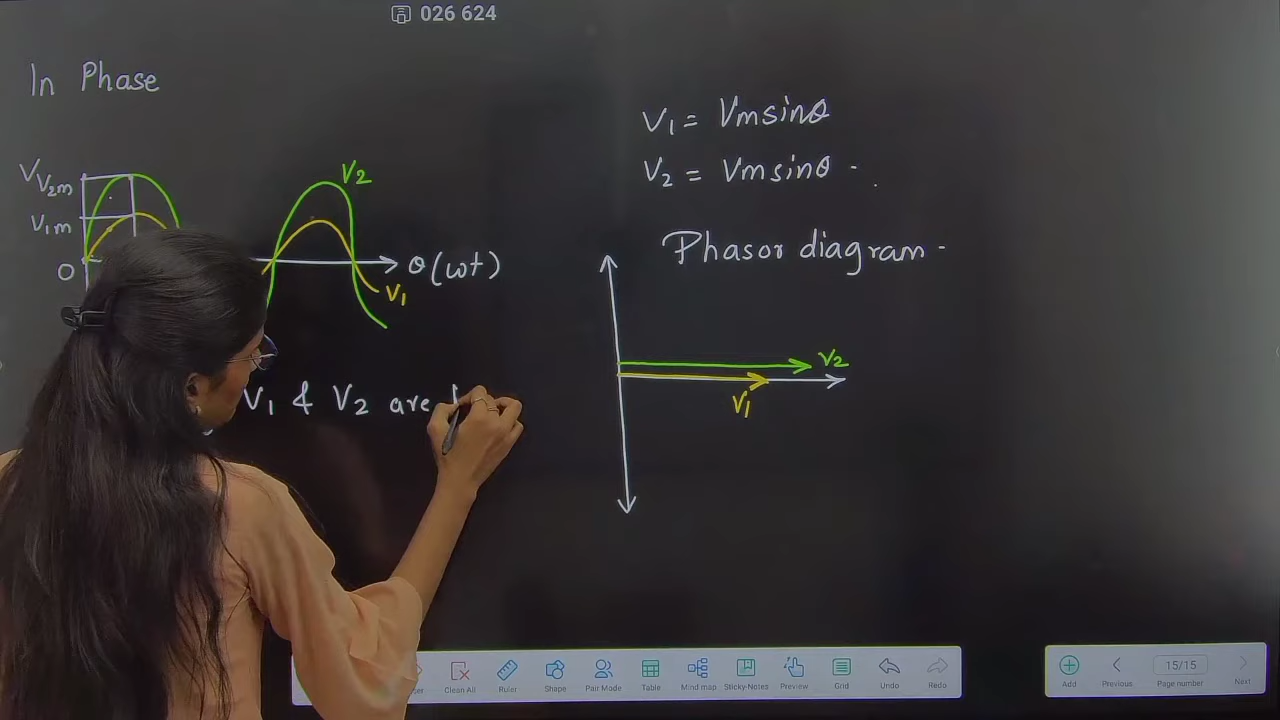 026 624
In Phase
V
V2m
V1m
0
V2
θ(ωt)
V1
V1 & V2 are
V1 = Vmsinθ
V2 = Vmsinθ
Phasor diagram
V2
V1
Clean All
Ruler
Shape
Pair Mode
Table
Mind map
Sticky-Notes
Preview
Grid
Undo
Redo
Add
Previous
15/15
Page number
Next